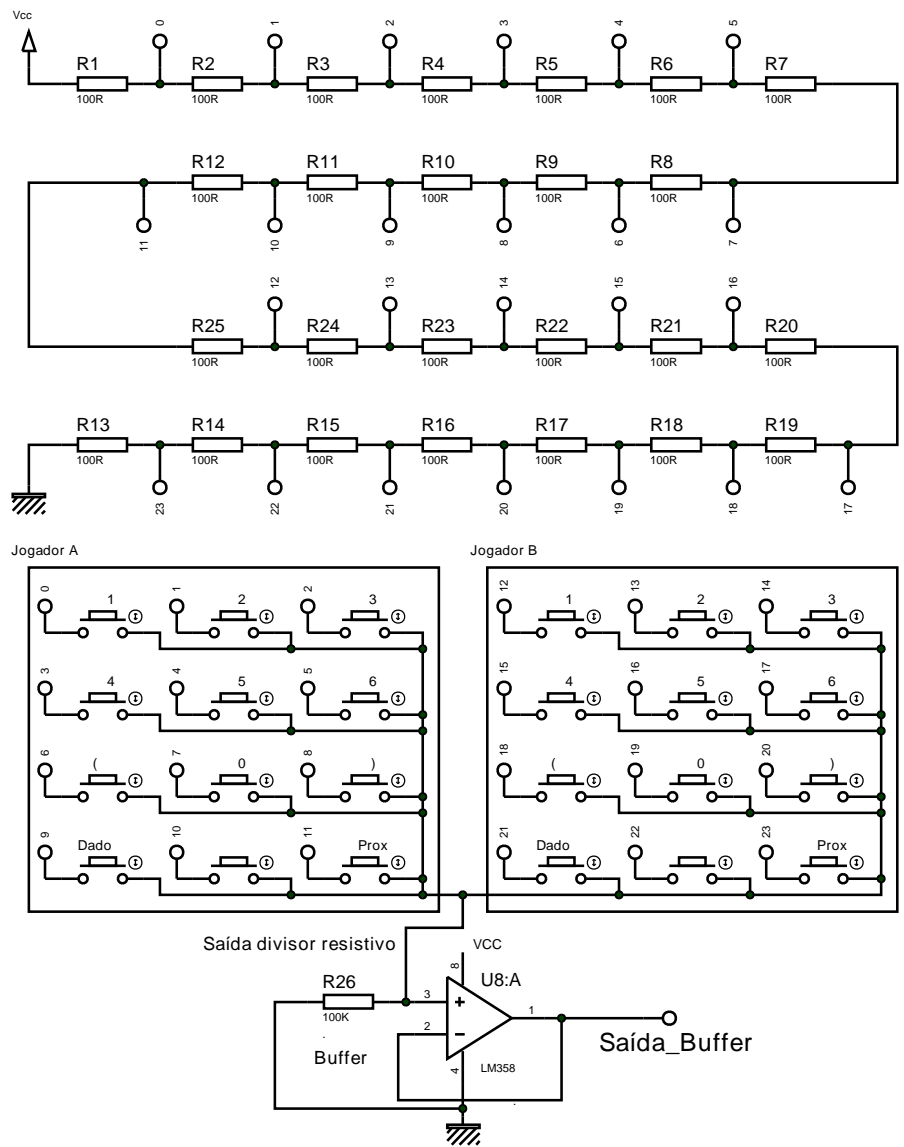 Vcc
0 1 2 3 4 5
R1 R2 R3 R4 R5 R6 R7
100R 100R 100R 100R 100R 100R 100R
R12 R11 R10 R9 R8
100R 100R 100R 100R 100R
11 10 9 8 6 7
12 13 14 15 16
R25 R24 R23 R22 R21 R20
100R 100R 100R 100R 100R 100R
R13 R14 R15 R16 R17 R18 R19
100R 100R 100R 100R 100R 100R 100R
23 22 21 20 19 18 17
Jogador A
0 1 1 2 2 3
3 4 4 5 5 6
6 ( 7 0 8 )
9 Dado 10 11 Prox
Jogador B
12 1 13 2 14 3
15 4 16 5 17 6
18 ( 19 0 20 )
21 Dado 22 23 Prox
Saída divisor resistivo
VCC
8
U8:A
R26
100K
3
+
2
−
1
4
LM358
Buffer
Saída_Buffer